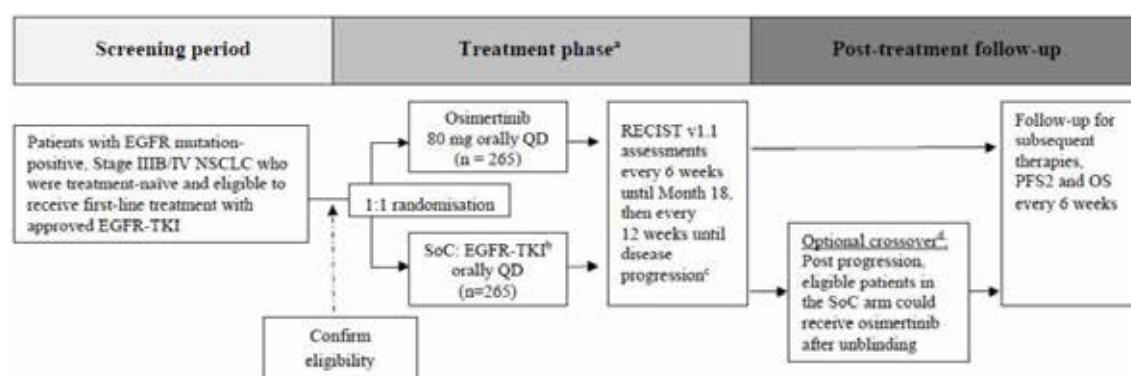 Screening period
Treatment phaseᵃ
Post-treatment follow-up
Patients with EGFR mutation-
positive, Stage IIIB/IV NSCLC who
were treatment-naïve and eligible to
receive first-line treatment with
approved EGFR-TKI
Confirm
eligibility
1:1 randomisation
Osimertinib
80 mg orally QD
(n = 265)
SoC: EGFR-TKIᵇ
orally QD
(n=265)
RECIST v1.1
assessments
every 6 weeks
until Month 18,
then every
12 weeks until
disease
progressionᶜ
Optional crossoverᵈ.
Post progression,
eligible patients in
the SoC arm could
receive osimertinib
after unblinding
Follow-up for
subsequent
therapies,
PFS2 and OS
every 6 weeks